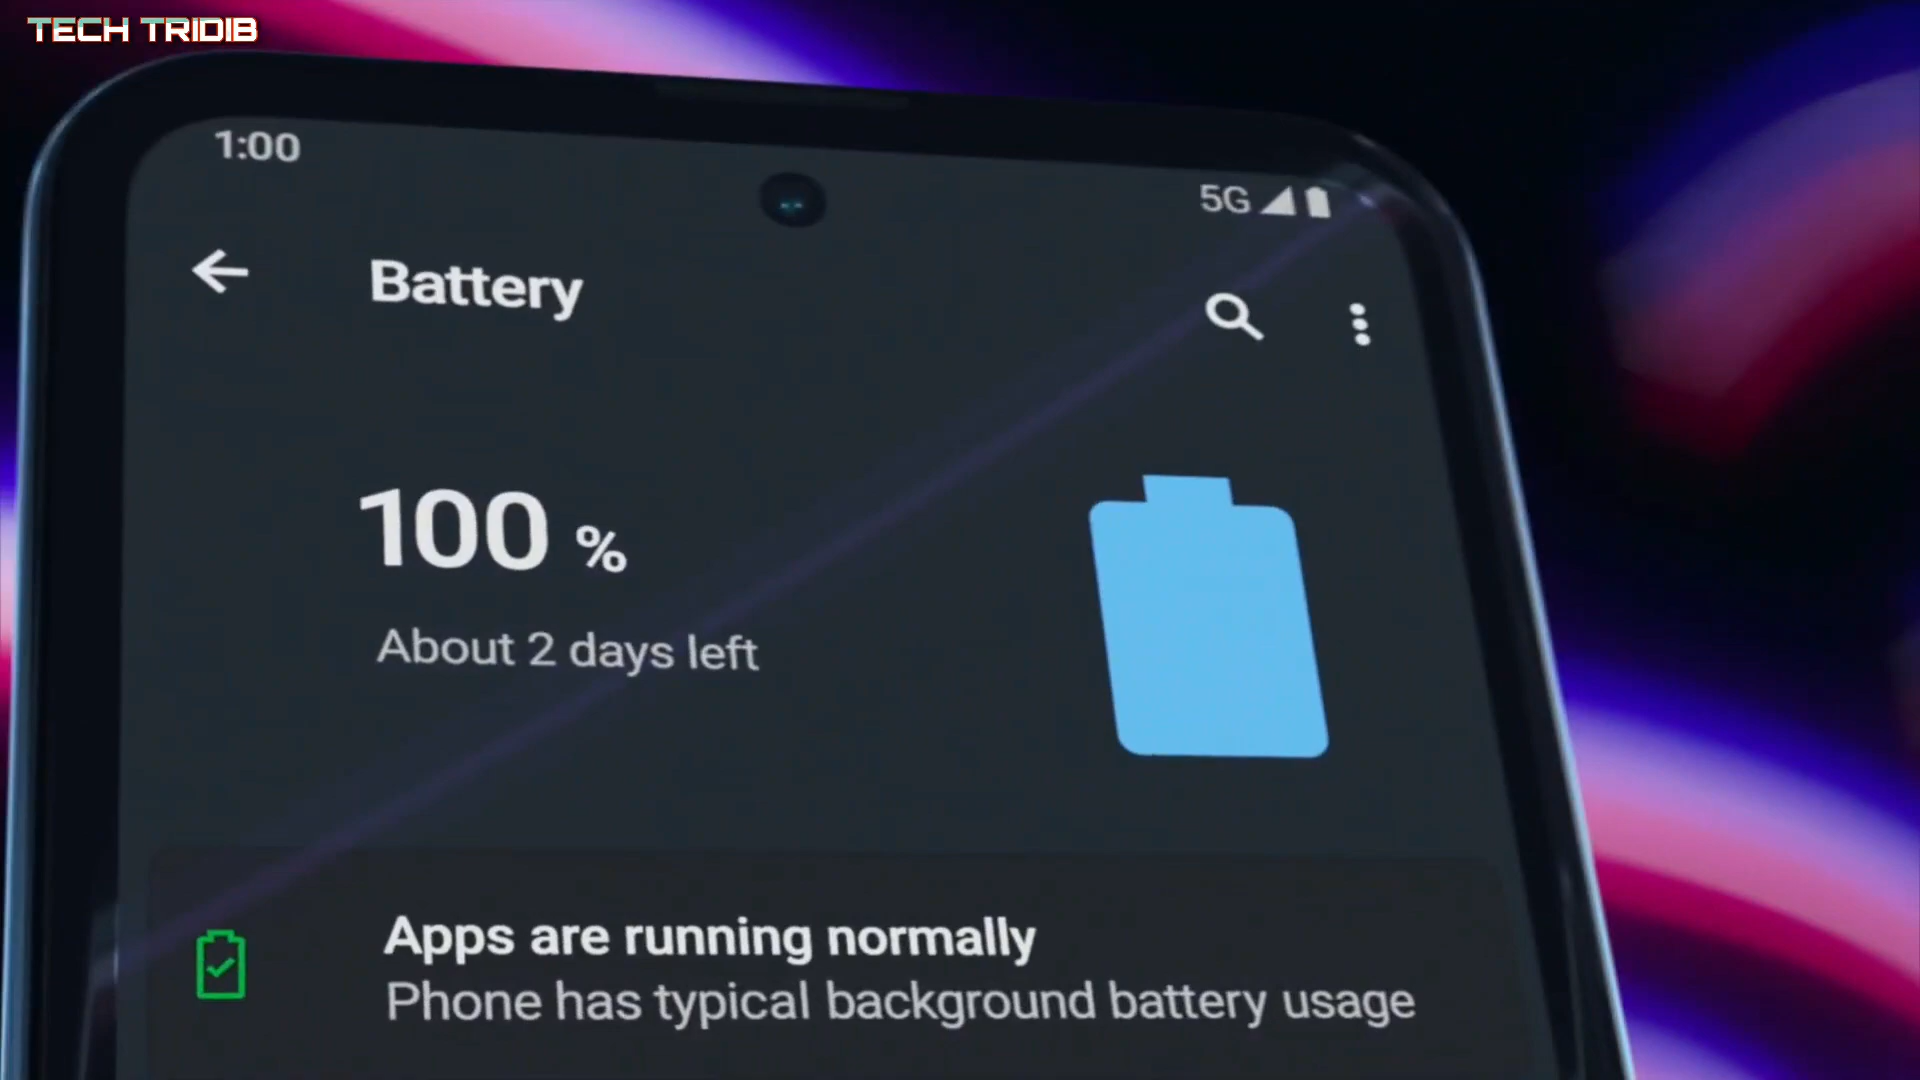 TECH TRIDIB
1:00
5G
Battery
100 %
About 2 days left
Apps are running normally
Phone has typical background battery usage